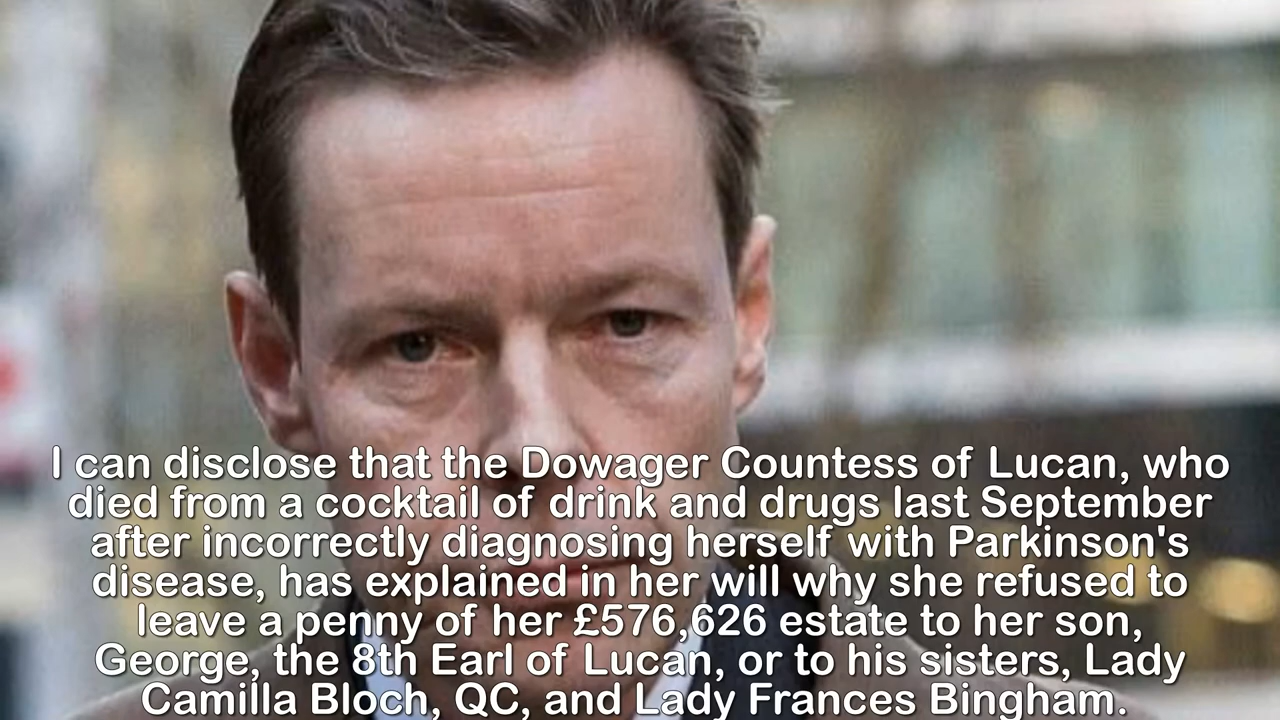 I can disclose that the Dowager Countess of Lucan, who
died from a cocktail of drink and drugs last September
after incorrectly diagnosing herself with Parkinson's
disease, has explained in her will why she refused to
leave a penny of her £576,626 estate to her son,
George, the 8th Earl of Lucan, or to his sisters, Lady
Camilla Bloch, QC, and Lady Frances Bingham.